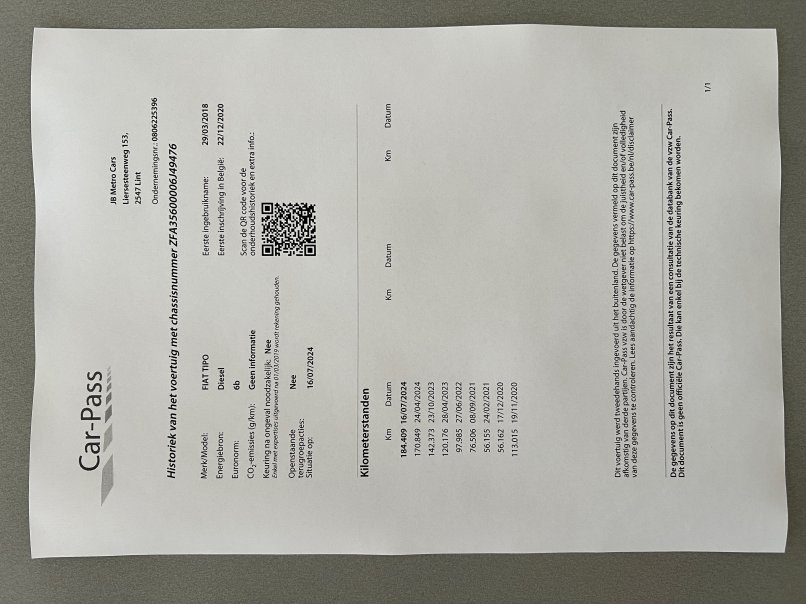 Car-Pass
JB Metro Cars
Liersesteenweg 153,
2547 Lint
Ondernemingsnr.: 0806225396
Historiek van het voertuig met chassisnummer ZFA35600006J49476
Merk/Model: FIAT TIPO
Eerste ingebruikname: 29/03/2018
Energiebron: Diesel
Eerste inschrijving in België: 22/12/2020
Euronorm: 6b
CO₂-emissies (g/km): Geen informatie
Scan de QR code voor de
onderhoudshistoriek en extra info.:
Keuring na ongeval noodzakelijk: Nee
Enkel met expertises uitgevoerd na 01/03/2019 wordt rekening gehouden.
Openstaande Nee
terugroepacties:
Situatie op: 16/07/2024
Kilometerstanden
Km Datum Km Datum Km Datum
184.409 16/07/2024
170.849 24/04/2024
142.373 23/10/2023
120.176 28/04/2023
97.985 27/06/2022
76.506 08/09/2021
56.155 24/02/2021
56.162 17/12/2020
113.015 19/11/2020
Dit voertuig werd tweedehands ingevoerd uit het buitenland. De gegevens vermeld op dit document zijn
afkomstig van derde partijen. Car-Pass vzw is door de wetgever niet belast om de juistheid en/of volledigheid
van deze gegevens te controleren. Lees aandachtig de informatie op https://www.car-pass.be/nl/disclaimer
De gegevens op dit document zijn het resultaat van een consultatie van de databank van de vzw Car-Pass.
Dit document is geen officiële Car-Pass. Die kan enkel bij de technische keuring bekomen worden.
1/1